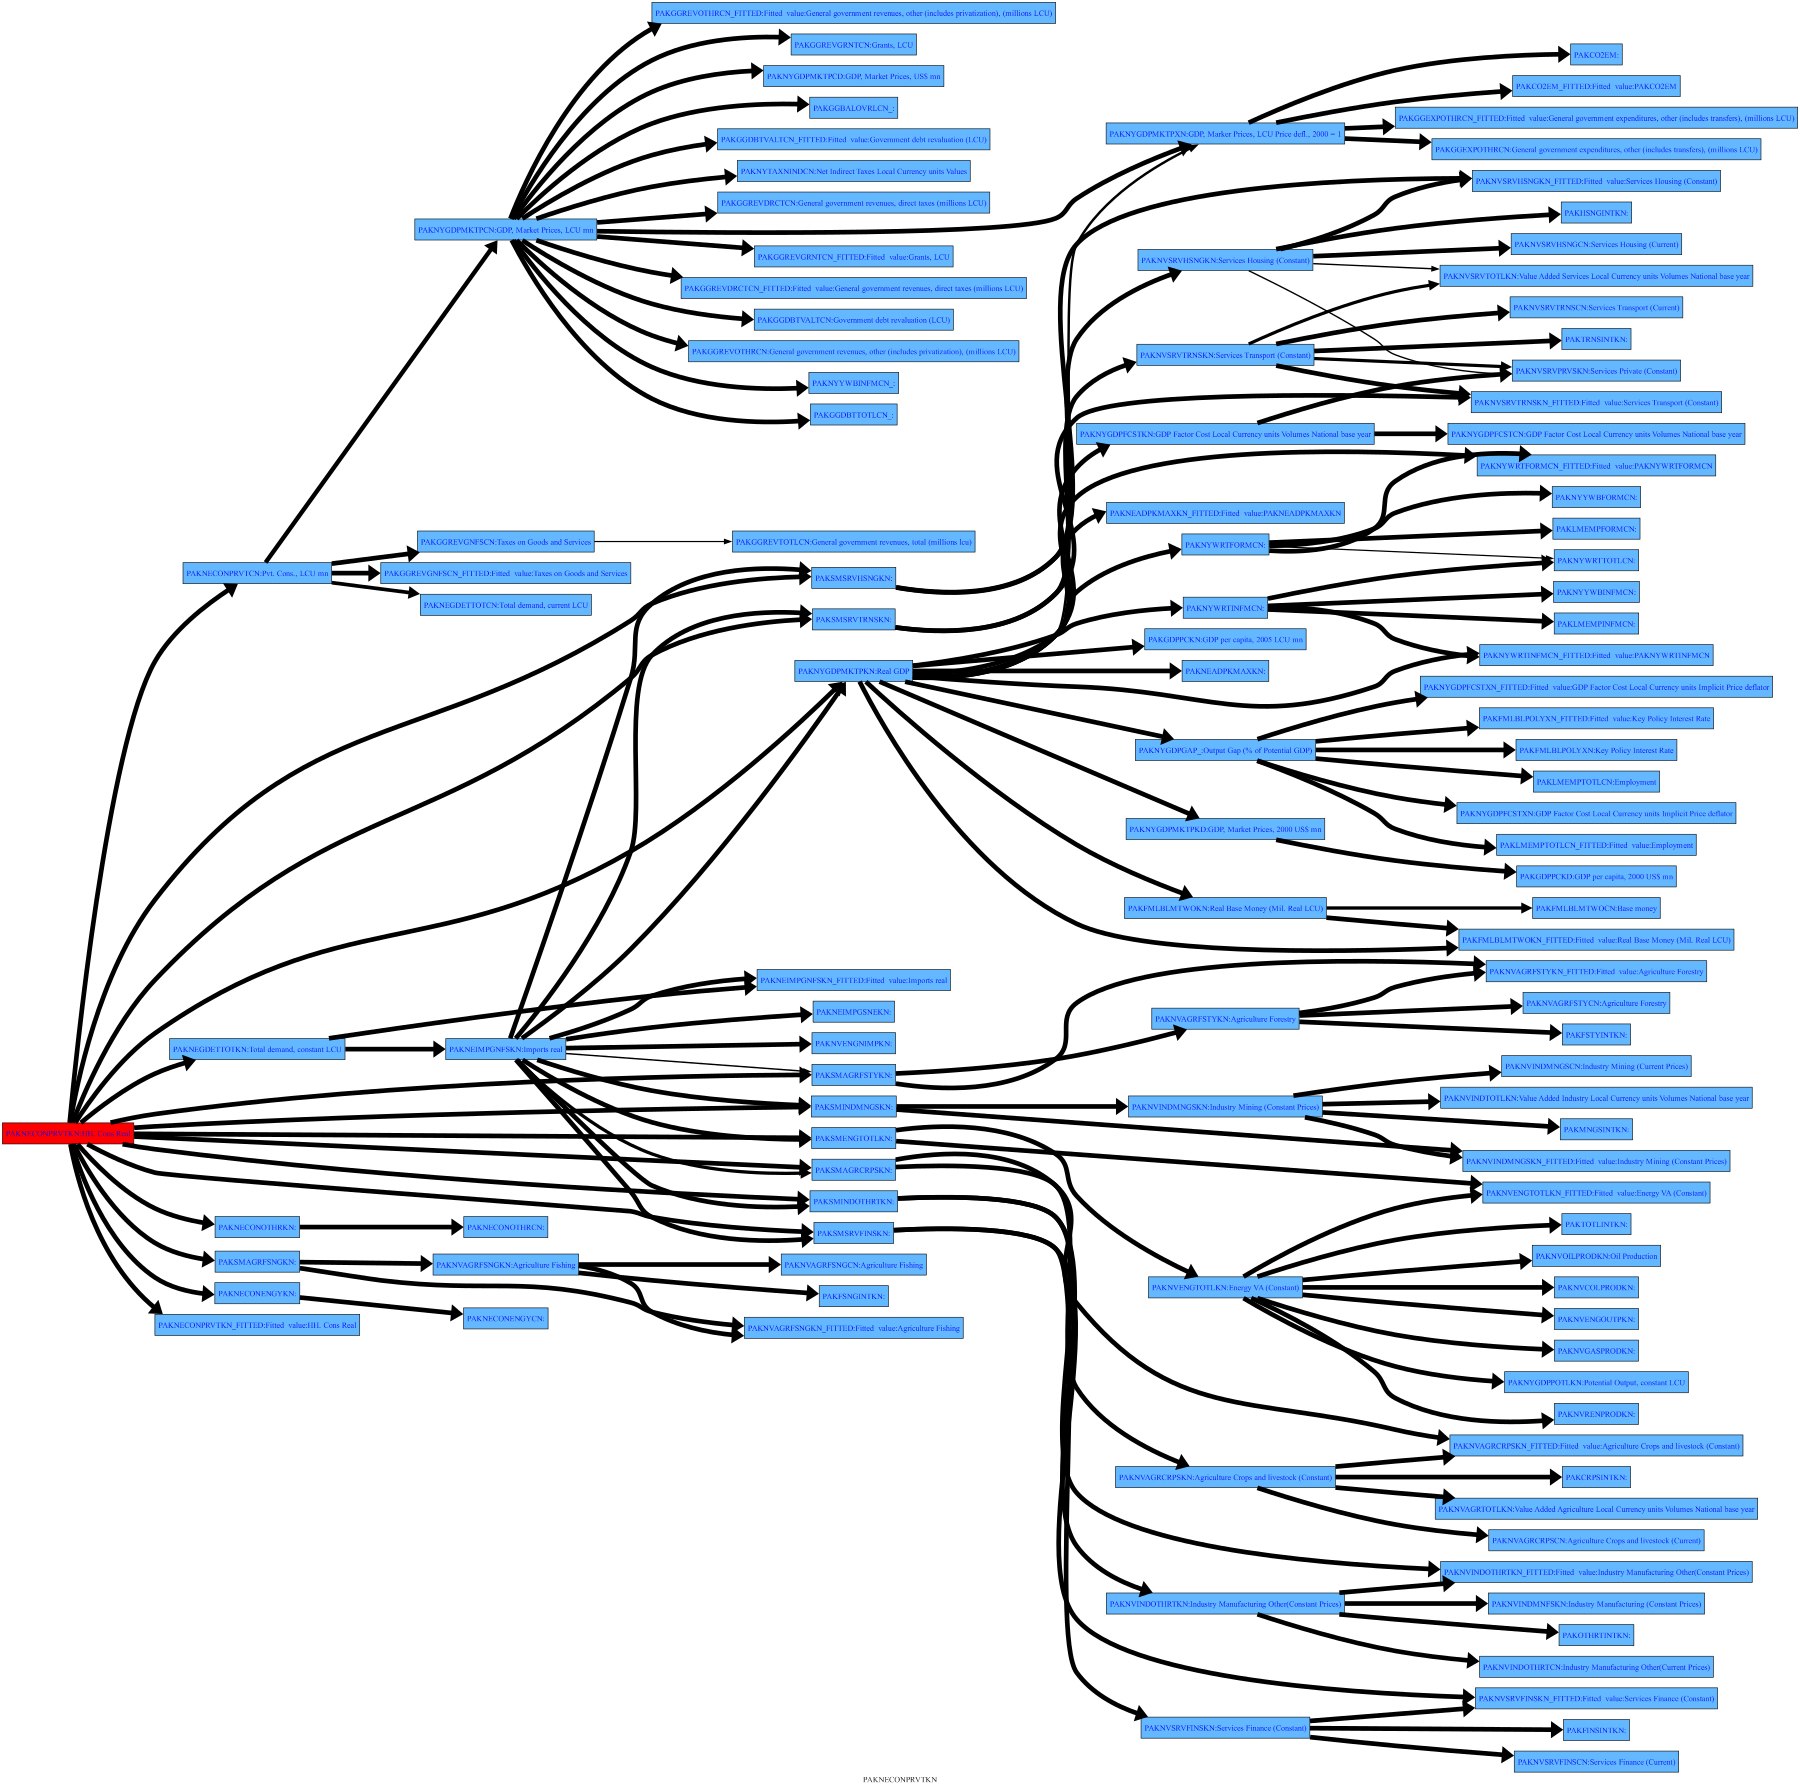 PAKGGREVOTHRCN_FITTED:Fitted value:General government revenues, other (includes privatization), (millions LCU)
PAKGGREVGRNTCN:Grants, LCU
PAKNYGDPMKTPCD:GDP, Market Prices, US$ mn
PAKGGBALOVRLCN_:
PAKGGDBTVALTCN_FITTED:Fitted value:Government debt revaluation (LCU)
PAKNYTAXNINDCN:Net Indirect Taxes Local Currency units Values
PAKGGREVDRCTCN:General government revenues, direct taxes (millions LCU)
PAKNYGDPMKTPCN:GDP, Market Prices, LCU mn
PAKGGREVGRNTCN_FITTED:Fitted value:Grants, LCU
PAKGGREVDRCTCN_FITTED:Fitted value:General government revenues, direct taxes (millions LCU)
PAKGGDBTVALTCN:Government debt revaluation (LCU)
PAKGGREVOTHRCN:General government revenues, other (includes privatization), (millions LCU)
PAKNYYWBINFMCN_:
PAKGGDBTTOTLCN_:
PAKGGREVGNFSCN:Taxes on Goods and Services
PAKGGREVTOTLCN:General government revenues, total (millions lcu)
PAKNECONPRVTCN:Pvt. Cons., LCU mn
PAKGGREVGNFSCN_FITTED:Fitted value:Taxes on Goods and Services
PAKNEGDETTOTCN:Total demand, current LCU
PAKSMSRVHSNGKN:
PAKSMSRVTRNSKN:
PAKNYGDPMKTPKN:Real GDP
PAKNEIMPGNFSKN_FITTED:Fitted value:Imports real
PAKNEIMPGSNEKN:
PAKNVENGNIMPKN:
PAKNEGDETTOTKN:Total demand, constant LCU
PAKNEIMPGNFSKN:Imports real
PAKSMAGRFSTYKN:
PAKSMINDMNGSKN:
PAKNECONPRVTKN:HH. Cons Real
PAKSMENGTOTLKN:
PAKSMAGRCRPSKN:
PAKSMINDOTHRTKN:
PAKSMSRVFINSKN:
PAKNECONOTHRKN:
PAKNECONOTHRCN:
PAKSMAGRFSNGKN:
PAKNVAGRFSNGKN:Agriculture Fishing
PAKNVAGRFSNGCN:Agriculture Fishing
PAKNECONENGYKN:
PAKFSNGINTKN:
PAKNECONENGYCN:
PAKNECONPRVTKN_FITTED:Fitted value:HH. Cons Real
PAKNVAGRFSNGKN_FITTED:Fitted value:Agriculture Fishing
PAKCO2EM:
PAKCO2EM_FITTED:Fitted value:PAKCO2EM
PAKNYGDPMKTPXN:GDP, Marker Prices, LCU Price defl., 2000 = 1
PAKGGEXPOTHRCN_FITTED:Fitted value:General government expenditures, other (includes transfers), (millions LCU)
PAKGGEXPOTHRCN:General government expenditures, other (includes transfers), (millions LCU)
PAKNVSRVHSNGKN_FITTED:Fitted value:Services Housing (Constant)
PAKHSNGINTKN:
PAKNVSRVHSNGCN:Services Housing (Current)
PAKNVSRVHSNGKN:Services Housing (Constant)
PAKNVSRVTOTLKN:Value Added Services Local Currency units Volumes National base year
PAKNVSRVTRNSCN:Services Transport (Current)
PAKTRNSINTKN:
PAKNVSRVTRNSKN:Services Transport (Constant)
PAKNVSRVPRVSKN:Services Private (Constant)
PAKNVSRVTRNSKN_FITTED:Fitted value:Services Transport (Constant)
PAKNYGDPFCSTKN:GDP Factor Cost Local Currency units Volumes National base year
PAKNYGDPFCSTCN:GDP Factor Cost Local Currency units Volumes National base year
PAKNYWRTFORMCN_FITTED:Fitted value:PAKNYWRTFORMCN
PAKNYYWBFORMCN:
PAKNEADPKMAXKN_FITTED:Fitted value:PAKNEADPKMAXKN
PAKLMEMPFORMCN:
PAKNYWRTFORMCN:
PAKNYWRTTOTLCN:
PAKNYYWBINFMCN:
PAKNYWRTINFMCN:
PAKLMEMPINFMCN:
PAKGDPPCKN:GDP per capita, 2005 LCU mn
PAKNYWRTINFMCN_FITTED:Fitted value:PAKNYWRTINFMCN
PAKNEADPKMAXKN:
PAKNYGDPFCSTXN_FITTED:Fitted value:GDP Factor Cost Local Currency units Implicit Price deflator
PAKFMLBLPOLYXN_FITTED:Fitted value:Key Policy Interest Rate
PAKNYGDPGAP_:Output Gap (% of Potential GDP)
PAKFMLBLPOLYXN:Key Policy Interest Rate
PAKLMEMPTOTLCN:Employment
PAKNYGDPFCSTXN:GDP Factor Cost Local Currency units Implicit Price deflator
PAKNYGDPMKTPKD:GDP, Market Prices, 2000 US$ mn
PAKLMEMPTOTLCN_FITTED:Fitted value:Employment
PAKGDPPCKD:GDP per capita, 2000 US$ mn
PAKFMLBLMTWOKN:Real Base Money (Mil. Real LCU)
PAKFMLBLMTWOCN:Base money
PAKFMLBLMTWOKN_FITTED:Fitted value:Real Base Money (Mil. Real LCU)
PAKNVAGRFSTYKN_FITTED:Fitted value:Agriculture Forestry
PAKNVAGRFSTYCN:Agriculture Forestry
PAKNVAGRFSTYKN:Agriculture Forestry
PAKFSTYINTKN:
PAKNVINDMNGSCN:Industry Mining (Current Prices)
PAKNVINDTOTLKN:Value Added Industry Local Currency units Volumes National base year
PAKNVINDMNGSKN:Industry Mining (Constant Prices)
PAKMNGSINTKN:
PAKNVINDMNGSKN_FITTED:Fitted value:Industry Mining (Constant Prices)
PAKNVENGTOTLKN_FITTED:Fitted value:Energy VA (Constant)
PAKTOTLINTKN:
PAKNVOILPRODKN:Oil Production
PAKNVENGTOTLKN:Energy VA (Constant)
PAKNVCOLPRODKN:
PAKNVENGOUTPKN:
PAKNVGASPRODKN:
PAKNYGDPPOTLKN:Potential Output, constant LCU
PAKNVRENPRODKN:
PAKNVAGRCRPSKN_FITTED:Fitted value:Agriculture Crops and livestock (Constant)
PAKNVAGRCRPSKN:Agriculture Crops and livestock (Constant)
PAKCRPSINTKN:
PAKNVAGRTOTLKN:Value Added Agriculture Local Currency units Volumes National base year
PAKNVAGRCRPSCN:Agriculture Crops and livestock (Current)
PAKNVINDOTHRTKN_FITTED:Fitted value:Industry Manufacturing Other(Constant Prices)
PAKNVINDOTHRTKN:Industry Manufacturing Other(Constant Prices)
PAKNVINDMNFSKN:Industry Manufacturing (Constant Prices)
PAKOTHRTINTKN:
PAKNVINDOTHRTCN:Industry Manufacturing Other(Current Prices)
PAKNVSRVFINSKN_FITTED:Fitted value:Services Finance (Constant)
PAKNVSRVFINSKN:Services Finance (Constant)
PAKFINSINTKN:
PAKNVSRVFINSCN:Services Finance (Current)
PAKNECONPRVTKN